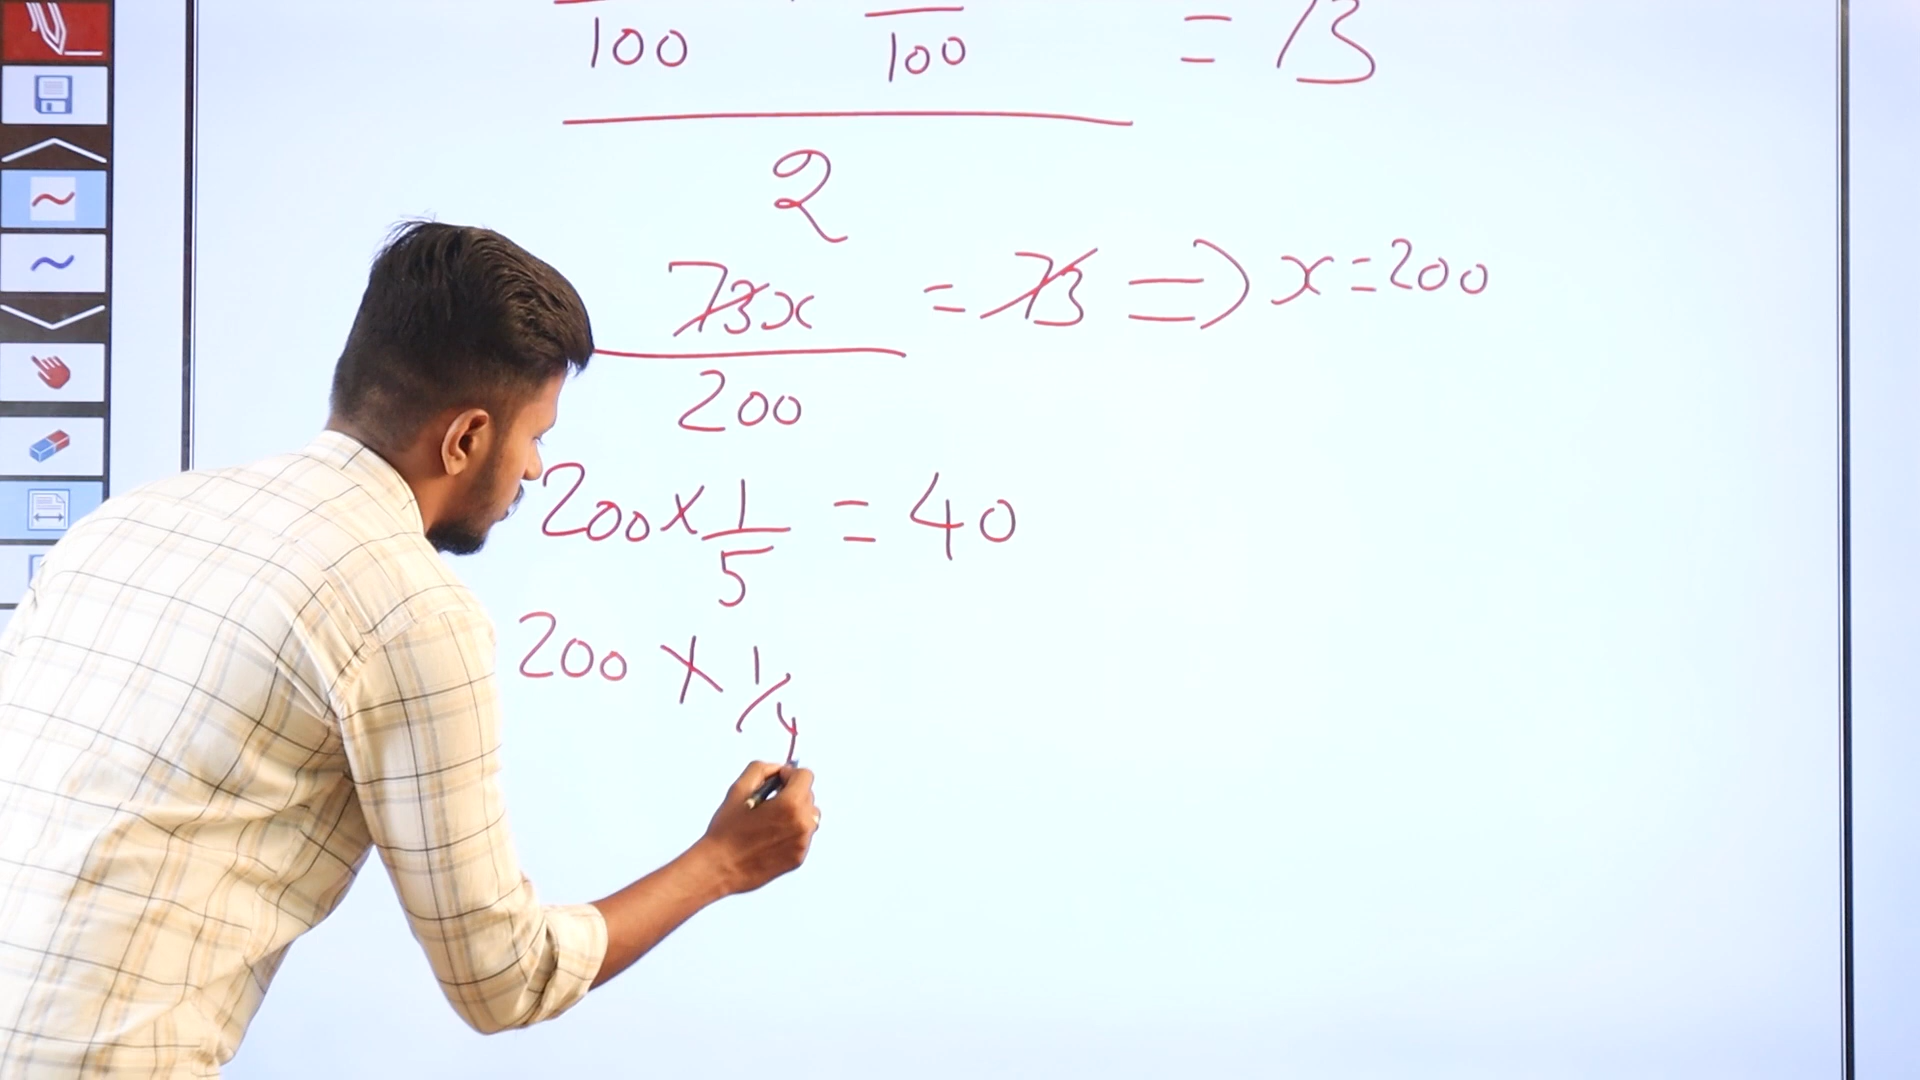 100 100 = 73
2
73x = 73 => x = 200
200
200 x 1/5 = 40
200 x 1/4